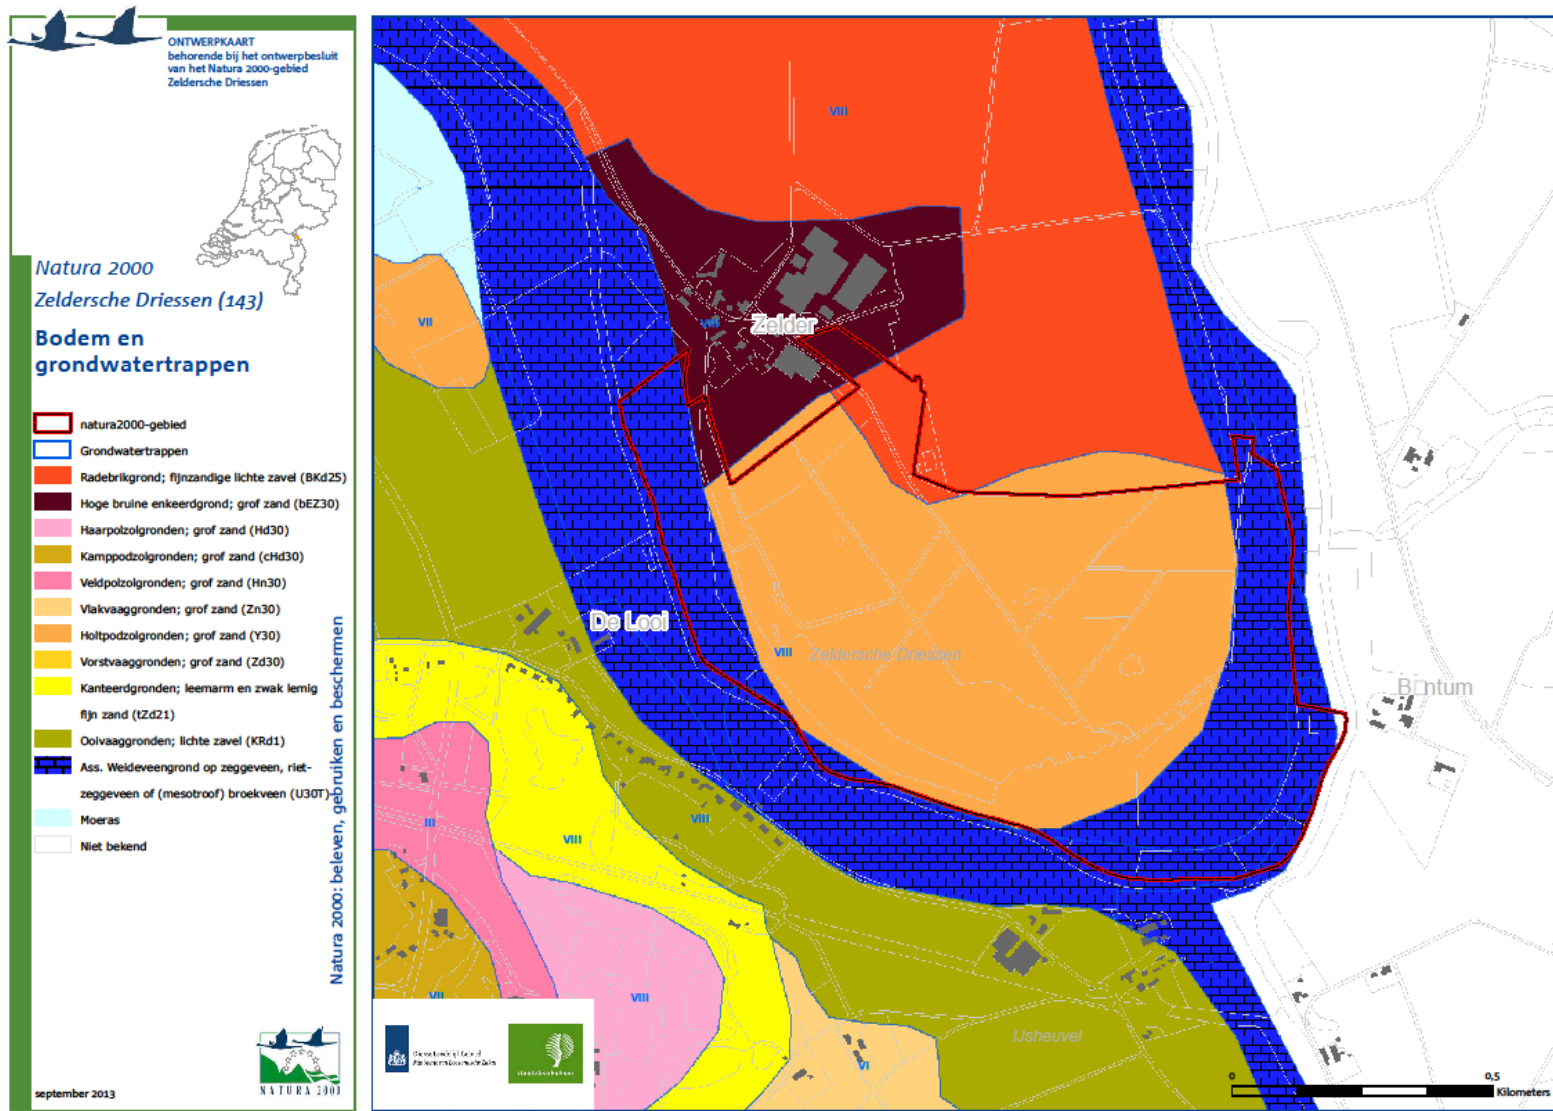 ONTWERPKAART
behorende bij het ontwerpbesluit
van het Natura 2000-gebied
Zeldersche Driessen
Natura 2000
Zeldersche Driessen (143)
Bodem en
grondwatertrappen
natura2000-gebied
Grondwatertrappen
Radebrikgrond; fijnzandige lichte zavel (BKd25)
Hoge bruine enkeerdgrond; grof zand (bEZ30)
Haarpolzolgronden; grof zand (Hd30)
Kamppodzolgronden; grof zand (cHd30)
Veldpolzolgronden; grof zand (Hn30)
Vlakvaaggronden; grof zand (Zn30)
Holtpodzolgronden; grof zand (Y30)
Vorstvaaggronden; grof zand (Zd30)
Kanteerdgronden; leemarm en zwak lemig
fijn zand (tZd21)
Ooivaaggronden; lichte zavel (KRd1)
Ass. Weideveengrond op zeggeveen, riet-
zeggeveen of (mesotroof) broekveen (U30T)
Moeras
Niet bekend
Natura 2000: beleven, gebruiken en beschermen
NATURA 2000
september 2013
VIII
VII
VIII
Zelder
De Looi
VIII
Zeldersche Driessen
B□ntum
VIII
III
VIII
VII
VIII
VI
IJsheuvel
staatsbosbeheer
0
0,5
Kilometers